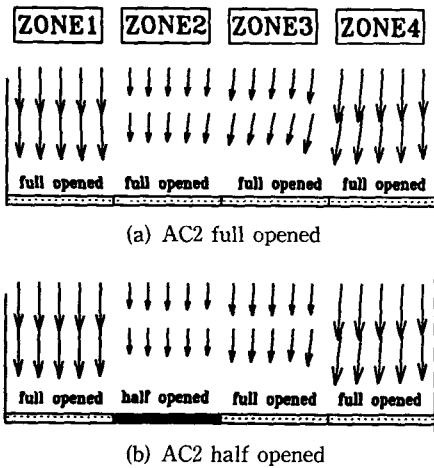 ZONE1 ZONE2 ZONE3 ZONE4
full opened full opened full opened full opened
(a) AC2 full opened
full opened half opened full opened full opened
(b) AC2 half opened